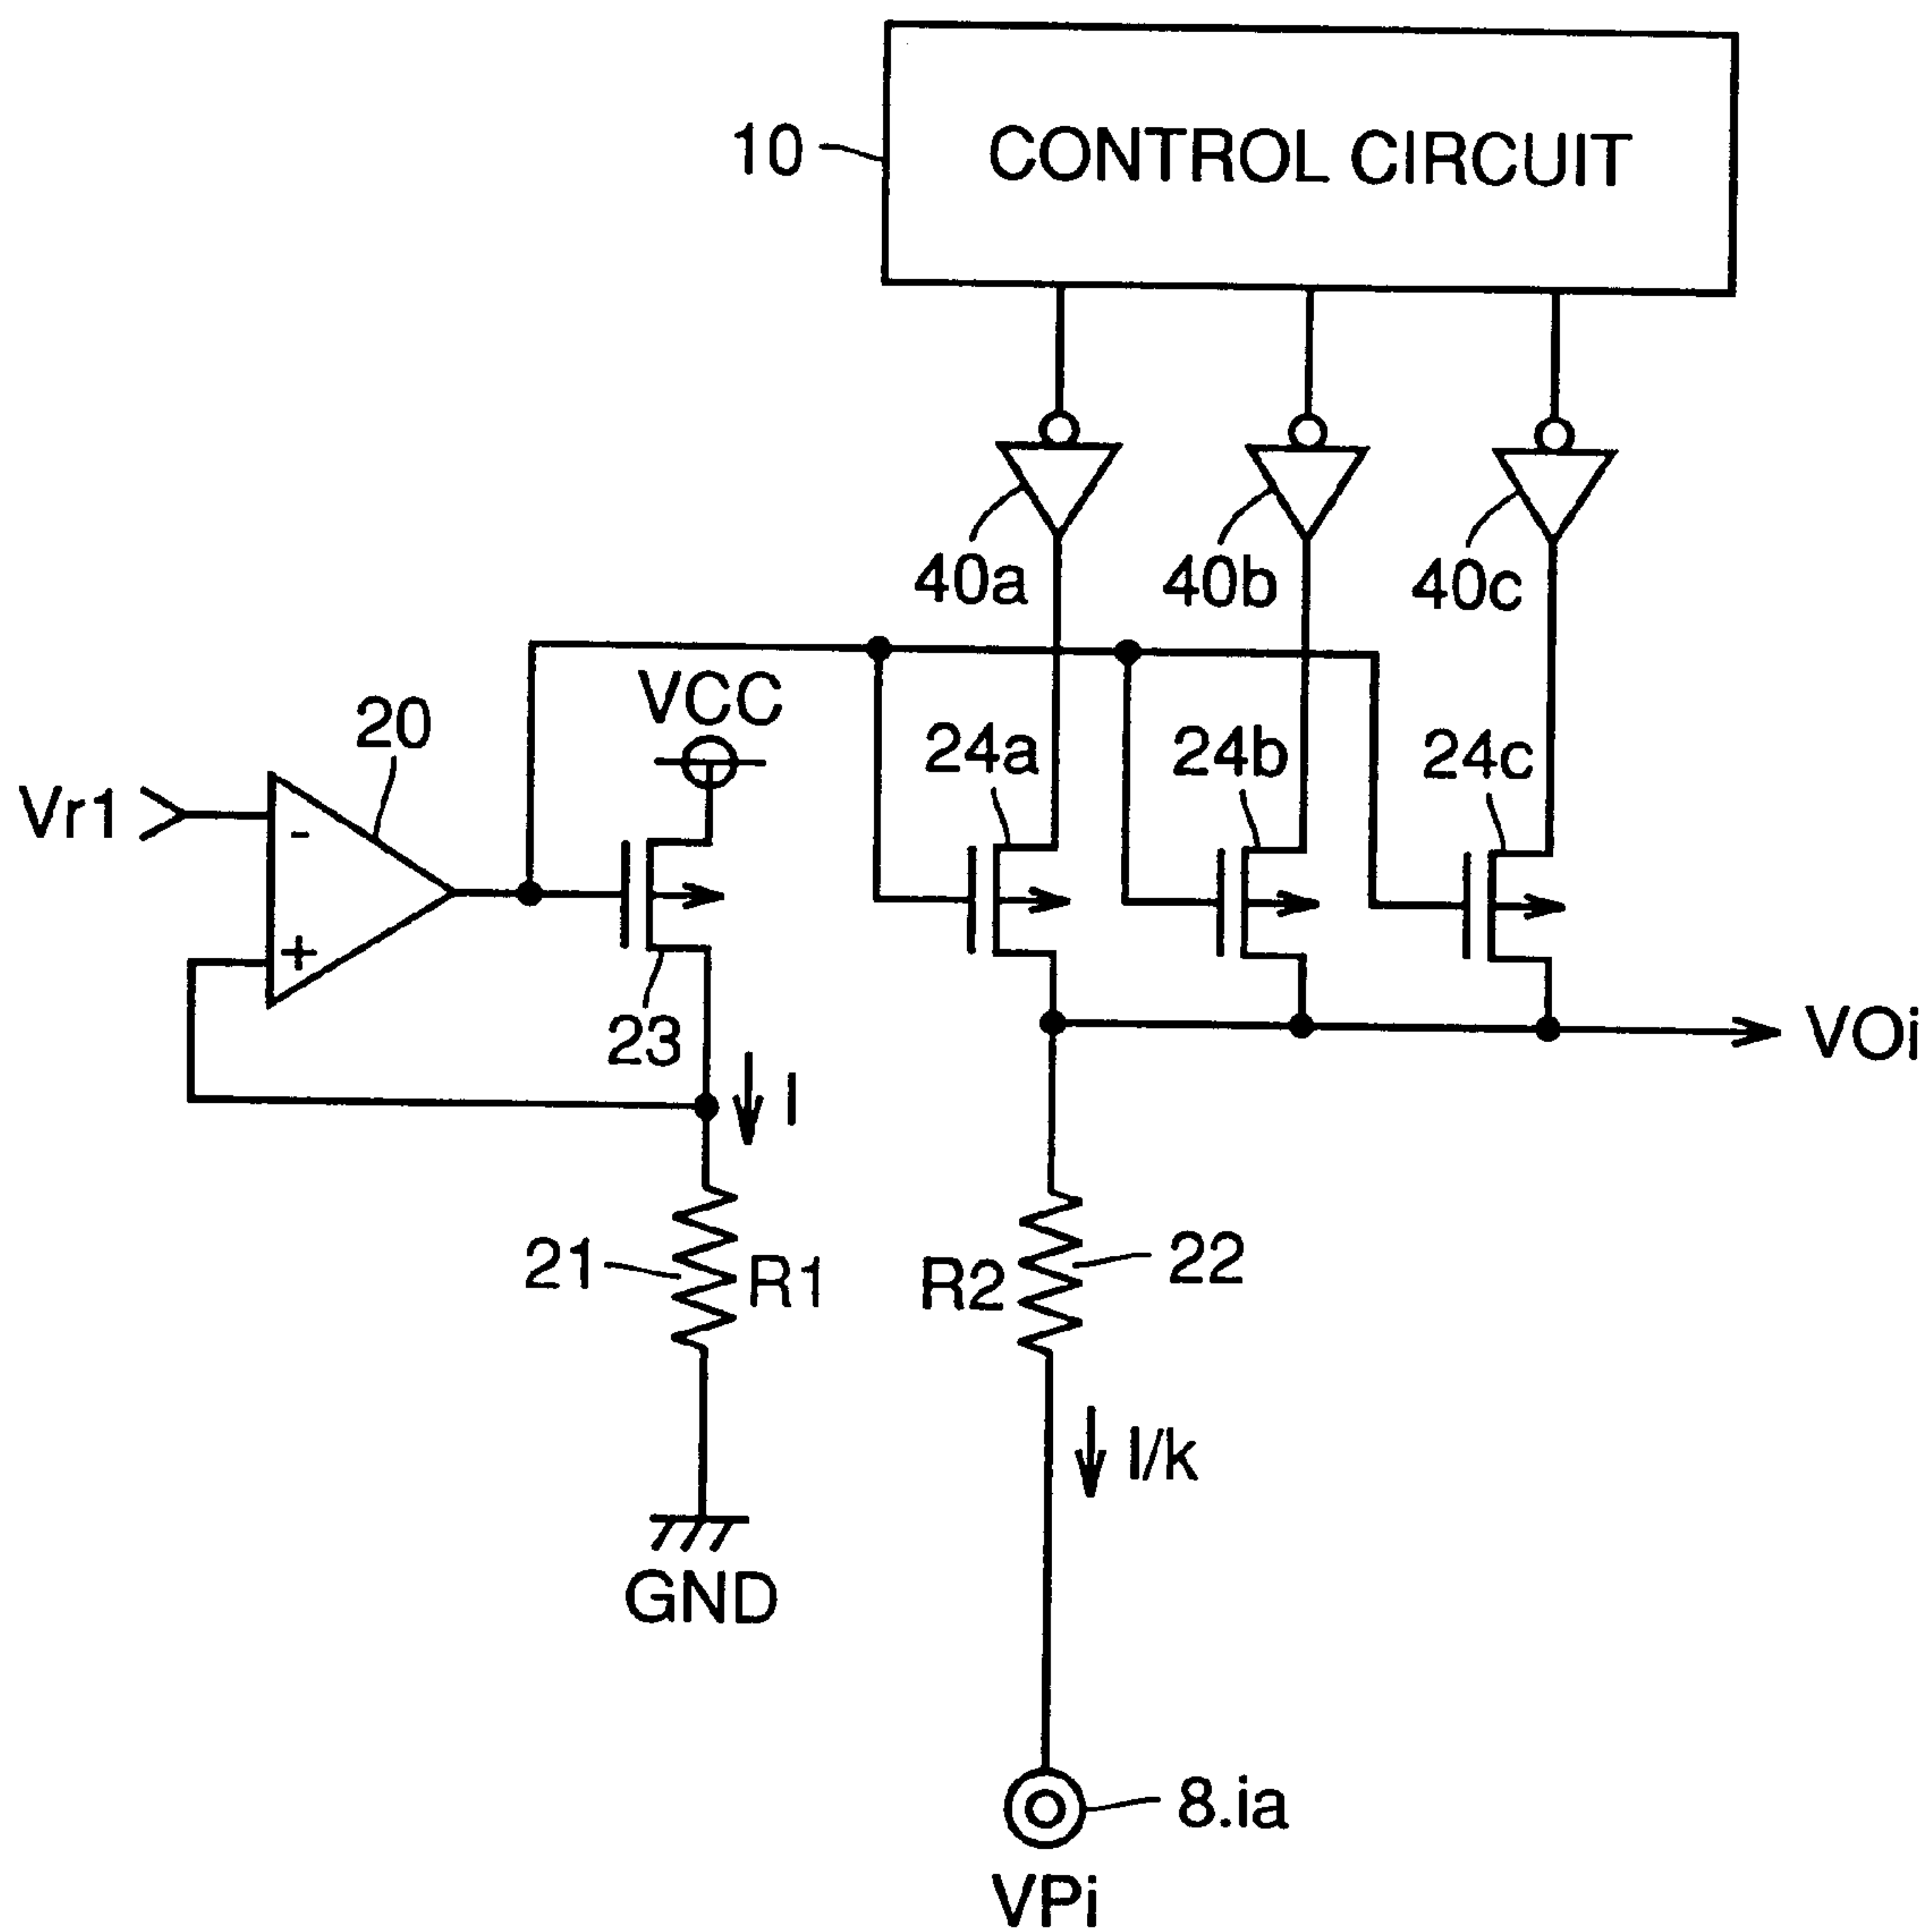 10
CONTROL CIRCUIT
40a
40b
40c
VCC
20
24a
24b
24c
Vr1
-
+
23
VOi
I
21
R1
R2
22
I/k
GND
8.ia
VPi